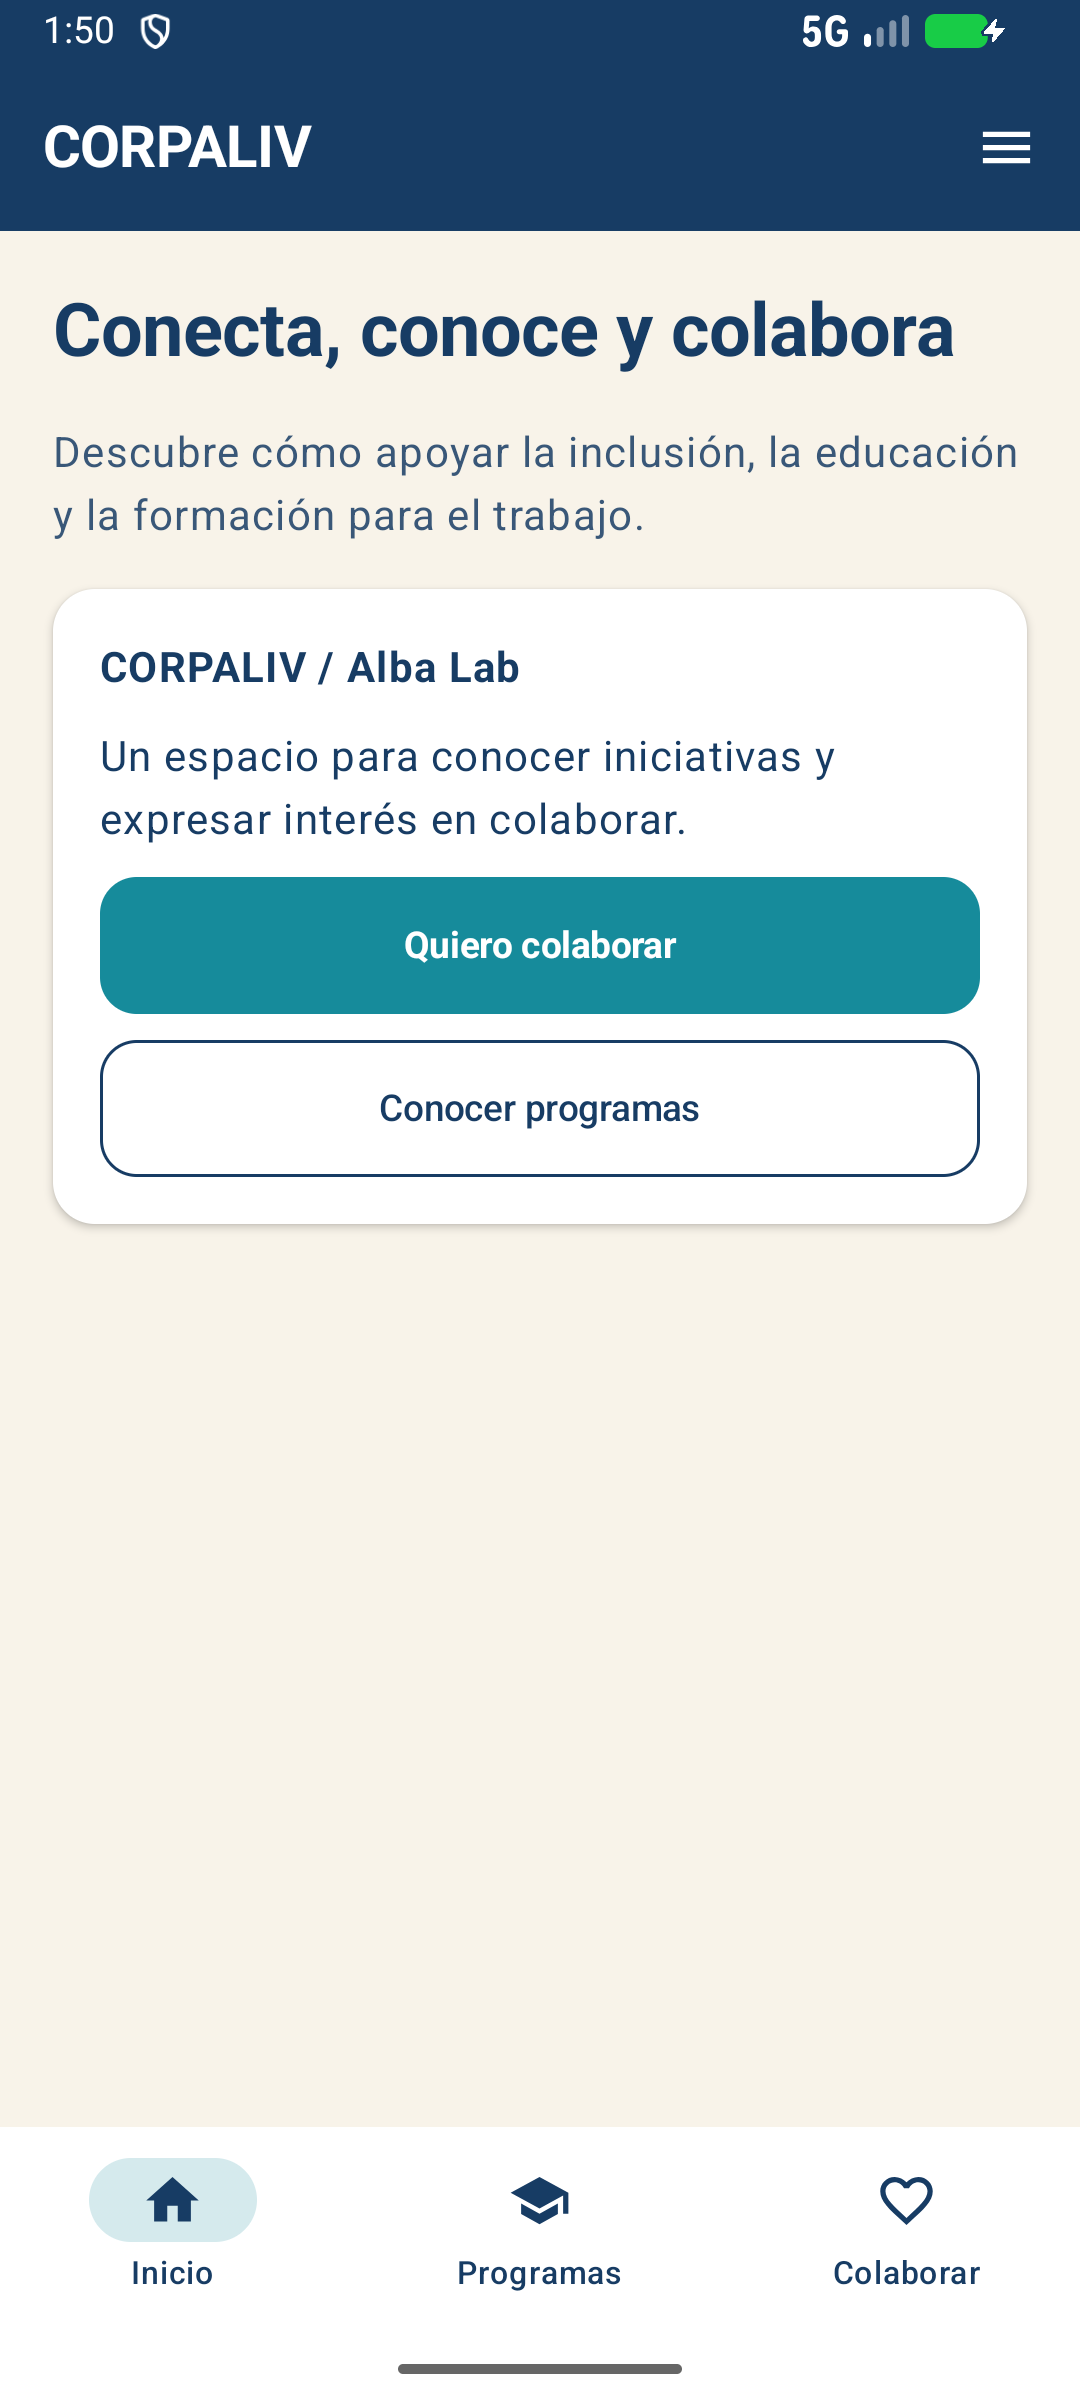 1:50
5G
CORPALIV
Conecta, conoce y colabora
Descubre cómo apoyar la inclusión, la educación
y la formación para el trabajo.
CORPALIV / Alba Lab
Un espacio para conocer iniciativas y
expresar interés en colaborar.
Quiero colaborar
Conocer programas
Inicio
Programas
Colaborar